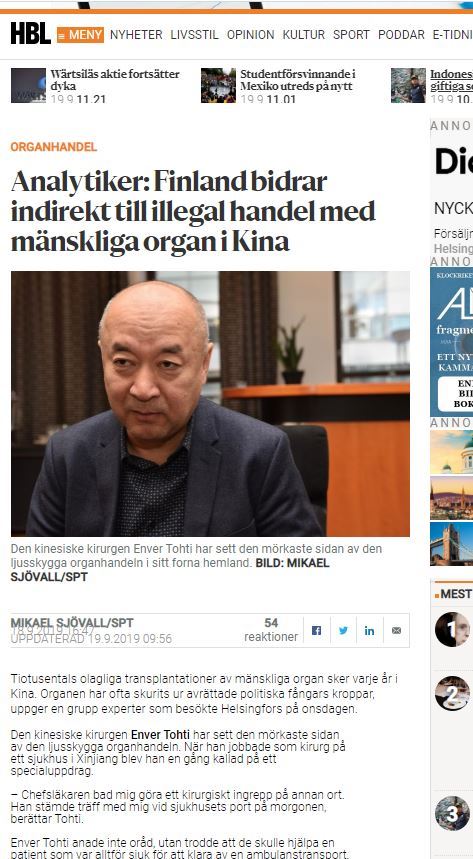 HBL
≡ MENY NYHETER LIVSSTIL OPINION KULTUR SPORT PODDAR E-TIDNI
Wärtsiläs aktie fortsätter
dyka
19.9 11.21
Studentförsvinnande i
Mexiko utreds på nytt
19.9 11.01
Indones
giftiga s
19.9 10.
ORGANHANDEL
Analytiker: Finland bidrar
indirekt till illegal handel med
mänskliga organ i Kina
Den kinesiske kirurgen Enver Tohti har sett den mörkaste sidan av den
ljusskygga organhandeln i sitt forna hemland. BILD: MIKAEL
SJÖVALL/SPT
MIKAEL SJÖVALL/SPT
18.9.2019 16:47
UPPDATERAD 19.9.2019 09:56
54
reaktioner
Tiotusentals olagliga transplantationer av mänskliga organ sker varje år i
Kina. Organen har ofta skurits ur avrättade politiska fångars kroppar,
uppger en grupp experter som besökte Helsingfors på onsdagen.
Den kinesiske kirurgen Enver Tohti har sett den mörkaste sidan
av den ljusskygga organhandeln. När han jobbade som kirurg på
ett sjukhus i Xinjiang blev han en gång kallad på ett
specialuppdrag.
– Chefsläkaren bad mig göra ett kirurgiskt ingrepp på annan ort.
Han stämde träff med mig vid sjukhusets port på morgonen,
berättar Tohti.
Enver Tohti anade inte oråd, utan trodde att de skulle hjälpa en
patient som var alltför sjuk för att klara av en ambulanstransport.
ANNO
Die
NYCK
Försäljn
Helsing
ANNO
KLOCKRIKE
fragme
ETT NY
KAMMA
EN
BII
BOK
ANNO
MEST
1
2
3